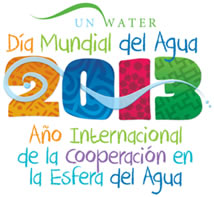 UN WATER
Día Mundial del Agua
2013
Año Internacional
de la Cooperación en
la Esfera del Agua